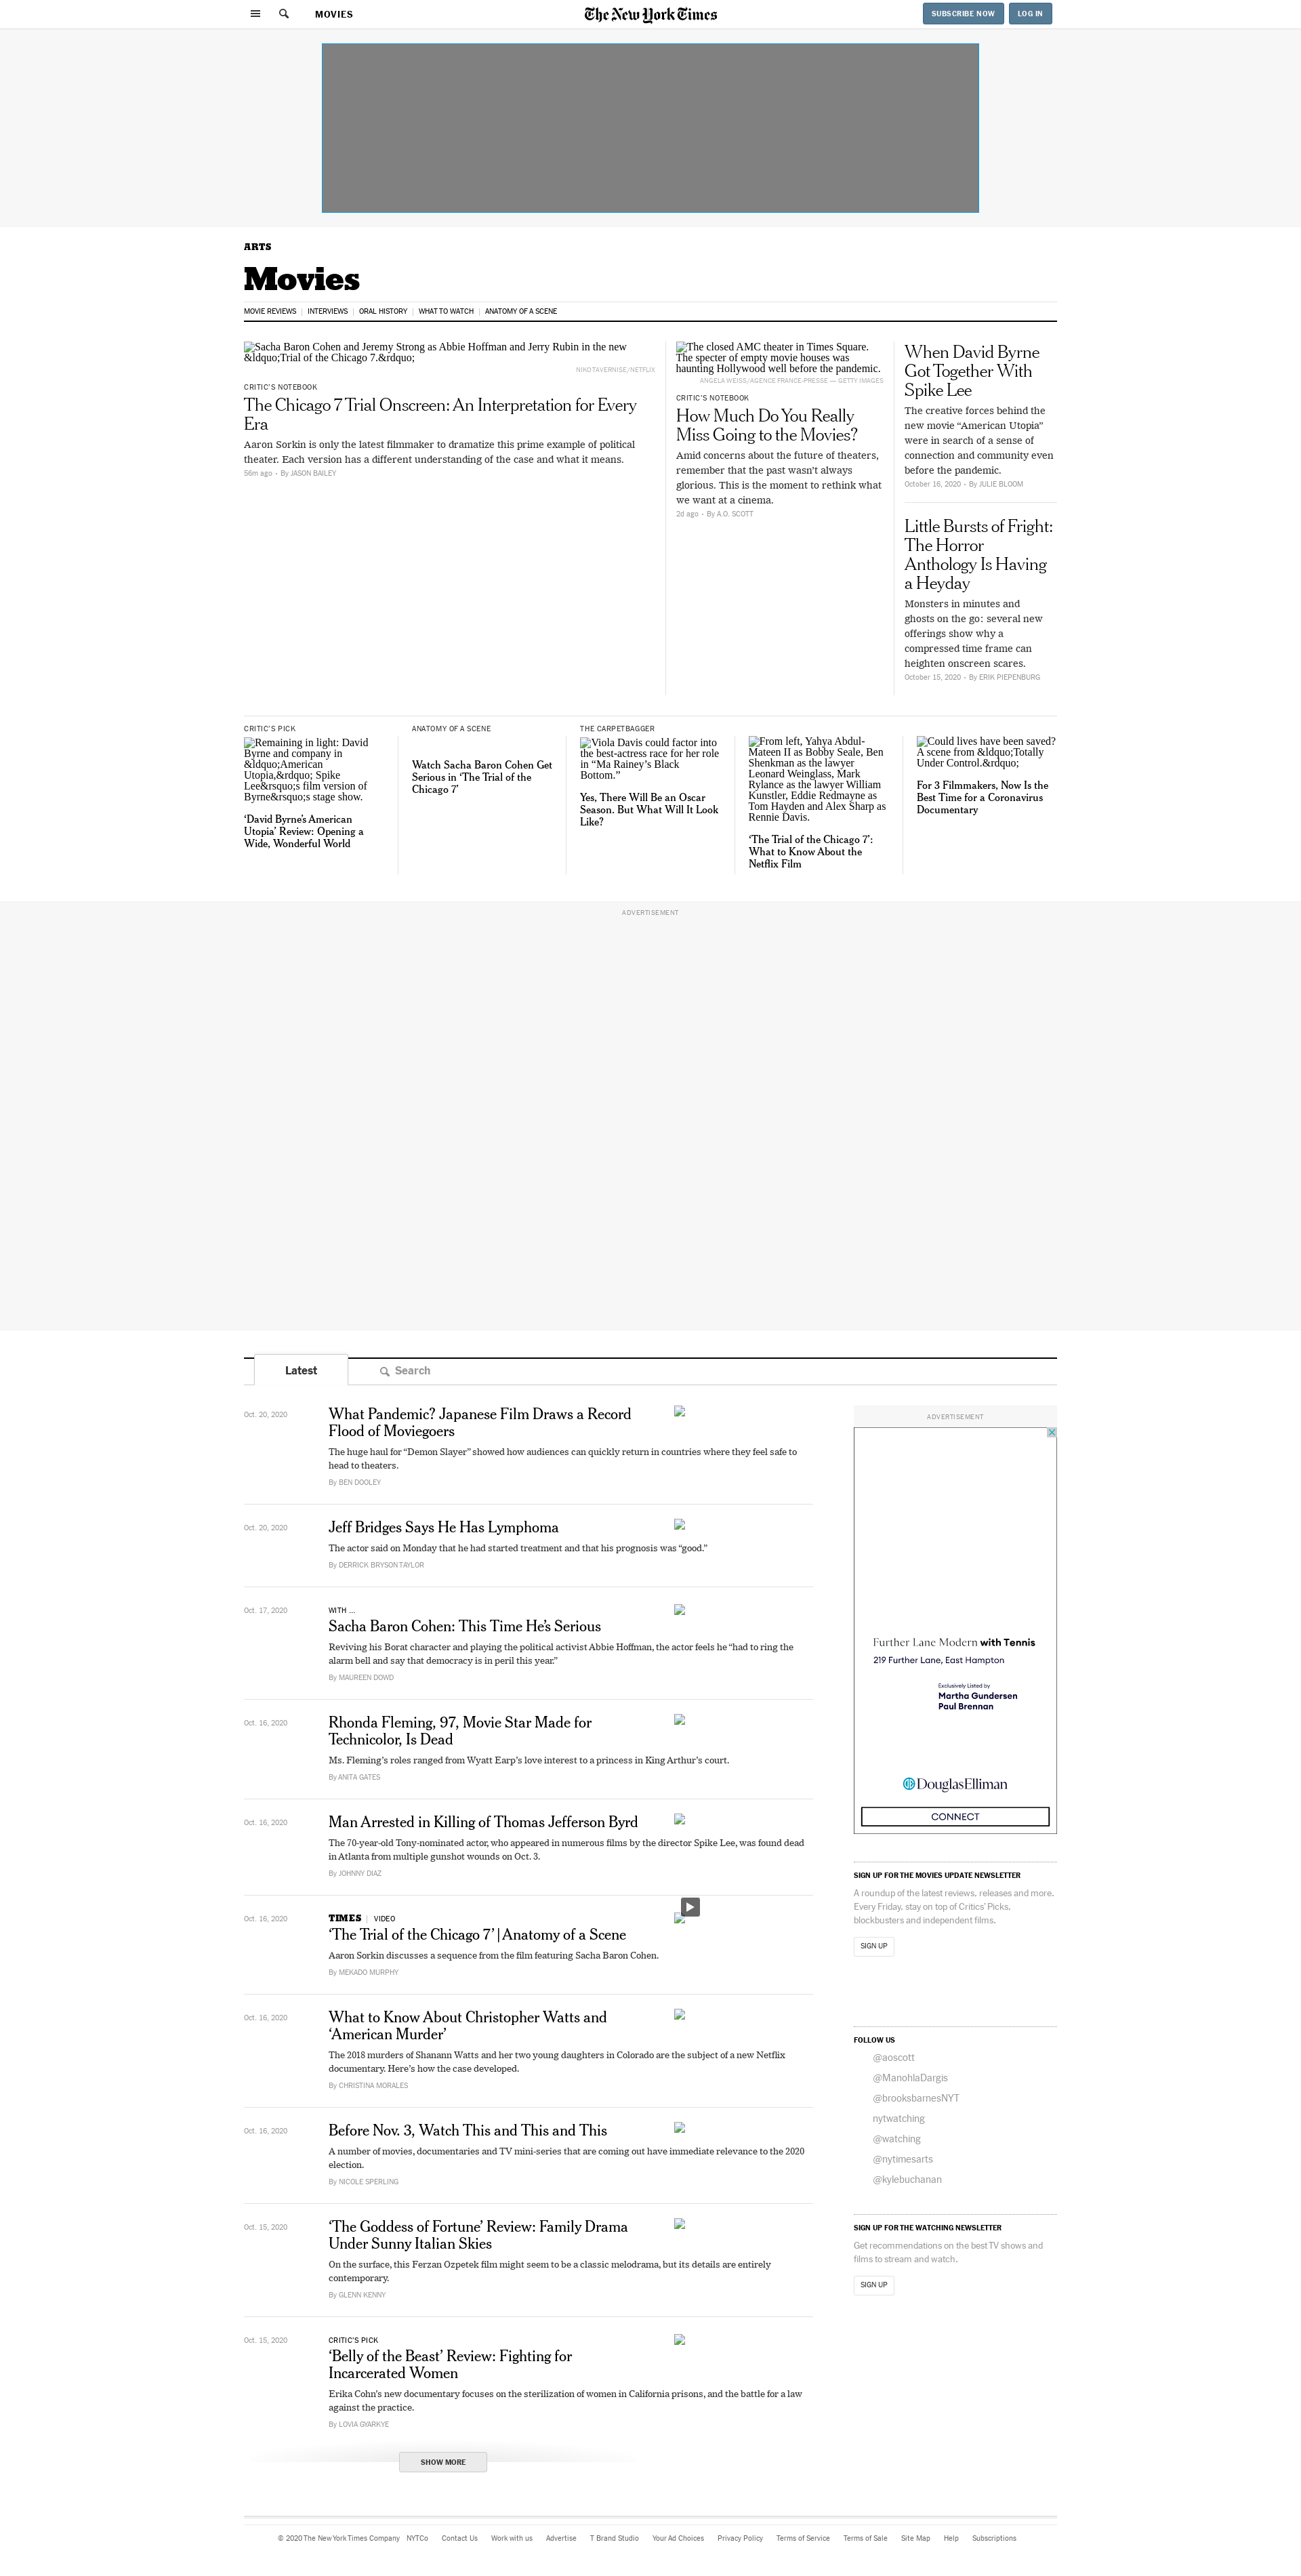 MOVIES
The New York Times
SUBSCRIBE NOW
LOG IN
ARTS
Movies
MOVIE REVIEWS
INTERVIEWS
ORAL HISTORY
WHAT TO WATCH
ANATOMY OF A SCENE
Sacha Baron Cohen and Jeremy Strong as Abbie Hoffman and Jerry Rubin in the new
&ldquo;Trial of the Chicago 7.&rdquo;
NIKO TAVERNISE/NETFLIX
CRITIC'S NOTEBOOK
The Chicago 7 Trial Onscreen: An Interpretation for Every
Era
Aaron Sorkin is only the latest filmmaker to dramatize this prime example of political
theater. Each version has a different understanding of the case and what it means.
56m ago • By JASON BAILEY
The closed AMC theater in Times Square.
The specter of empty movie houses was
haunting Hollywood well before the pandemic.
ANGELA WEISS/AGENCE FRANCE-PRESSE — GETTY IMAGES
CRITIC'S NOTEBOOK
How Much Do You Really
Miss Going to the Movies?
Amid concerns about the future of theaters,
remember that the past wasn't always
glorious. This is the moment to rethink what
we want at a cinema.
2d ago • By A.O. SCOTT
When David Byrne
Got Together With
Spike Lee
The creative forces behind the
new movie “American Utopia”
were in search of a sense of
connection and community even
before the pandemic.
October 16, 2020 • By JULIE BLOOM
Little Bursts of Fright:
The Horror
Anthology Is Having
a Heyday
Monsters in minutes and
ghosts on the go: several new
offerings show why a
compressed time frame can
heighten onscreen scares.
October 15, 2020 • By ERIK PIEPENBURG
CRITIC'S PICK
Remaining in light: David
Byrne and company in
&ldquo;American
Utopia,&rdquo; Spike
Lee&rsquo;s film version of
Byrne&rsquo;s stage show.
‘David Byrne’s American
Utopia’ Review: Opening a
Wide, Wonderful World
ANATOMY OF A SCENE
Watch Sacha Baron Cohen Get
Serious in ‘The Trial of the
Chicago 7’
THE CARPETBAGGER
Viola Davis could factor into
the best-actress race for her role
in “Ma Rainey’s Black
Bottom.”
Yes, There Will Be an Oscar
Season. But What Will It Look
Like?
From left, Yahya Abdul-
Mateen II as Bobby Seale, Ben
Shenkman as the lawyer
Leonard Weinglass, Mark
Rylance as the lawyer William
Kunstler, Eddie Redmayne as
Tom Hayden and Alex Sharp as
Rennie Davis.
‘The Trial of the Chicago 7’:
What to Know About the
Netflix Film
Could lives have been saved?
A scene from &ldquo;Totally
Under Control.&rdquo;
For 3 Filmmakers, Now Is the
Best Time for a Coronavirus
Documentary
ADVERTISEMENT
Latest
Search
Oct. 20, 2020
What Pandemic? Japanese Film Draws a Record
Flood of Moviegoers
The huge haul for “Demon Slayer” showed how audiences can quickly return in countries where they feel safe to
head to theaters.
By BEN DOOLEY
Oct. 20, 2020
Jeff Bridges Says He Has Lymphoma
The actor said on Monday that he had started treatment and that his prognosis was “good.”
By DERRICK BRYSON TAYLOR
Oct. 17, 2020
WITH ...
Sacha Baron Cohen: This Time He’s Serious
Reviving his Borat character and playing the political activist Abbie Hoffman, the actor feels he “had to ring the
alarm bell and say that democracy is in peril this year.”
By MAUREEN DOWD
Oct. 16, 2020
Rhonda Fleming, 97, Movie Star Made for
Technicolor, Is Dead
Ms. Fleming’s roles ranged from Wyatt Earp’s love interest to a princess in King Arthur’s court.
By ANITA GATES
Oct. 16, 2020
Man Arrested in Killing of Thomas Jefferson Byrd
The 70-year-old Tony-nominated actor, who appeared in numerous films by the director Spike Lee, was found dead
in Atlanta from multiple gunshot wounds on Oct. 3.
By JOHNNY DIAZ
Oct. 16, 2020
TIMES | VIDEO
‘The Trial of the Chicago 7’ | Anatomy of a Scene
Aaron Sorkin discusses a sequence from the film featuring Sacha Baron Cohen.
By MEKADO MURPHY
Oct. 16, 2020
What to Know About Christopher Watts and
‘American Murder’
The 2018 murders of Shanann Watts and her two young daughters in Colorado are the subject of a new Netflix
documentary. Here’s how the case developed.
By CHRISTINA MORALES
Oct. 16, 2020
Before Nov. 3, Watch This and This and This
A number of movies, documentaries and TV mini-series that are coming out have immediate relevance to the 2020
election.
By NICOLE SPERLING
Oct. 15, 2020
‘The Goddess of Fortune’ Review: Family Drama
Under Sunny Italian Skies
On the surface, this Ferzan Ozpetek film might seem to be a classic melodrama, but its details are entirely
contemporary.
By GLENN KENNY
Oct. 15, 2020
CRITIC'S PICK
‘Belly of the Beast’ Review: Fighting for
Incarcerated Women
Erika Cohn’s new documentary focuses on the sterilization of women in California prisons, and the battle for a law
against the practice.
By LOVIA GYARKYE
SHOW MORE
ADVERTISEMENT
Further Lane Modern with Tennis
219 Further Lane, East Hampton
Exclusively Listed by
Martha Gundersen
Paul Brennan
DouglasElliman
CONNECT
SIGN UP FOR THE MOVIES UPDATE NEWSLETTER
A roundup of the latest reviews, releases and more.
Every Friday, stay on top of Critics’ Picks,
blockbusters and independent films.
SIGN UP
FOLLOW US
@aoscott
@ManohlaDargis
@brooksbarnesNYT
nytwatching
@watching
@nytimesarts
@kylebuchanan
SIGN UP FOR THE WATCHING NEWSLETTER
Get recommendations on the best TV shows and
films to stream and watch.
SIGN UP
© 2020 The New York Times Company
NYTCo
Contact Us
Work with us
Advertise
T Brand Studio
Your Ad Choices
Privacy Policy
Terms of Service
Terms of Sale
Site Map
Help
Subscriptions